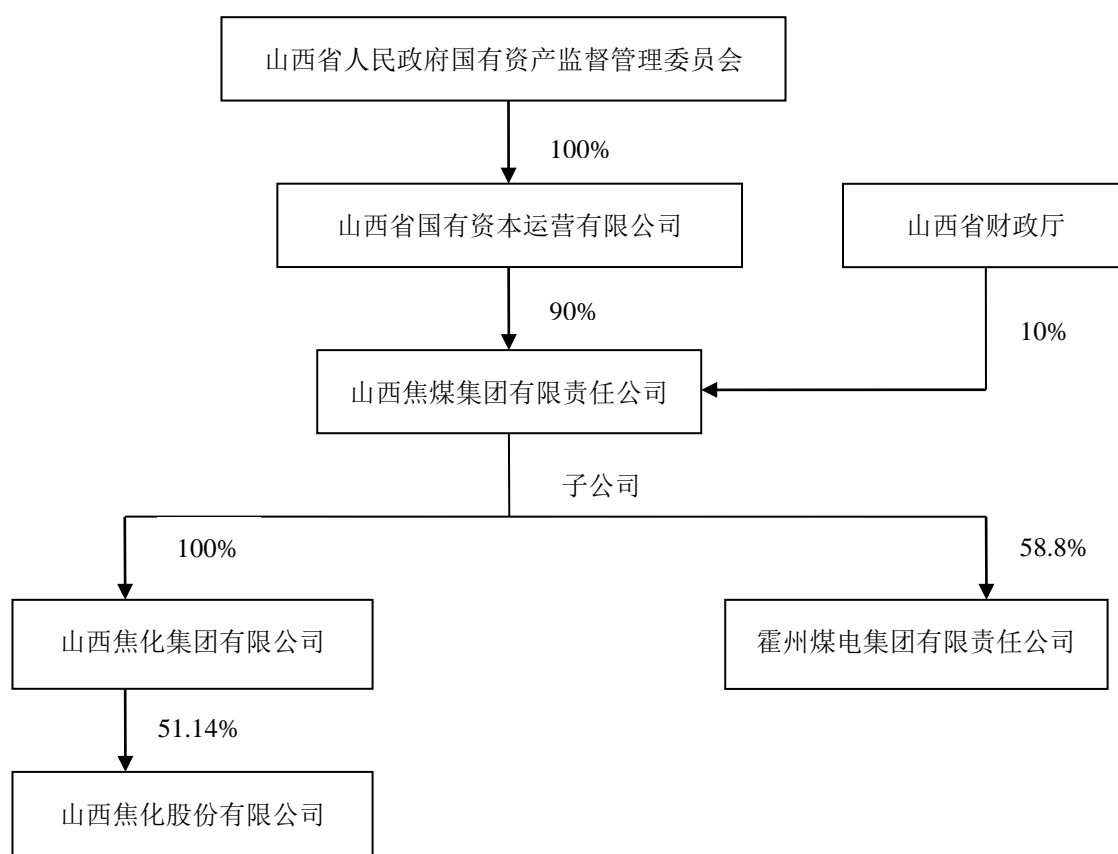 山西省人民政府国有资产监督管理委员会
100%
山西省国有资本运营有限公司
山西省财政厅
90%
10%
山西焦煤集团有限责任公司
子公司
100%
58.8%
山西焦化集团有限公司
霍州煤电集团有限责任公司
51.14%
山西焦化股份有限公司